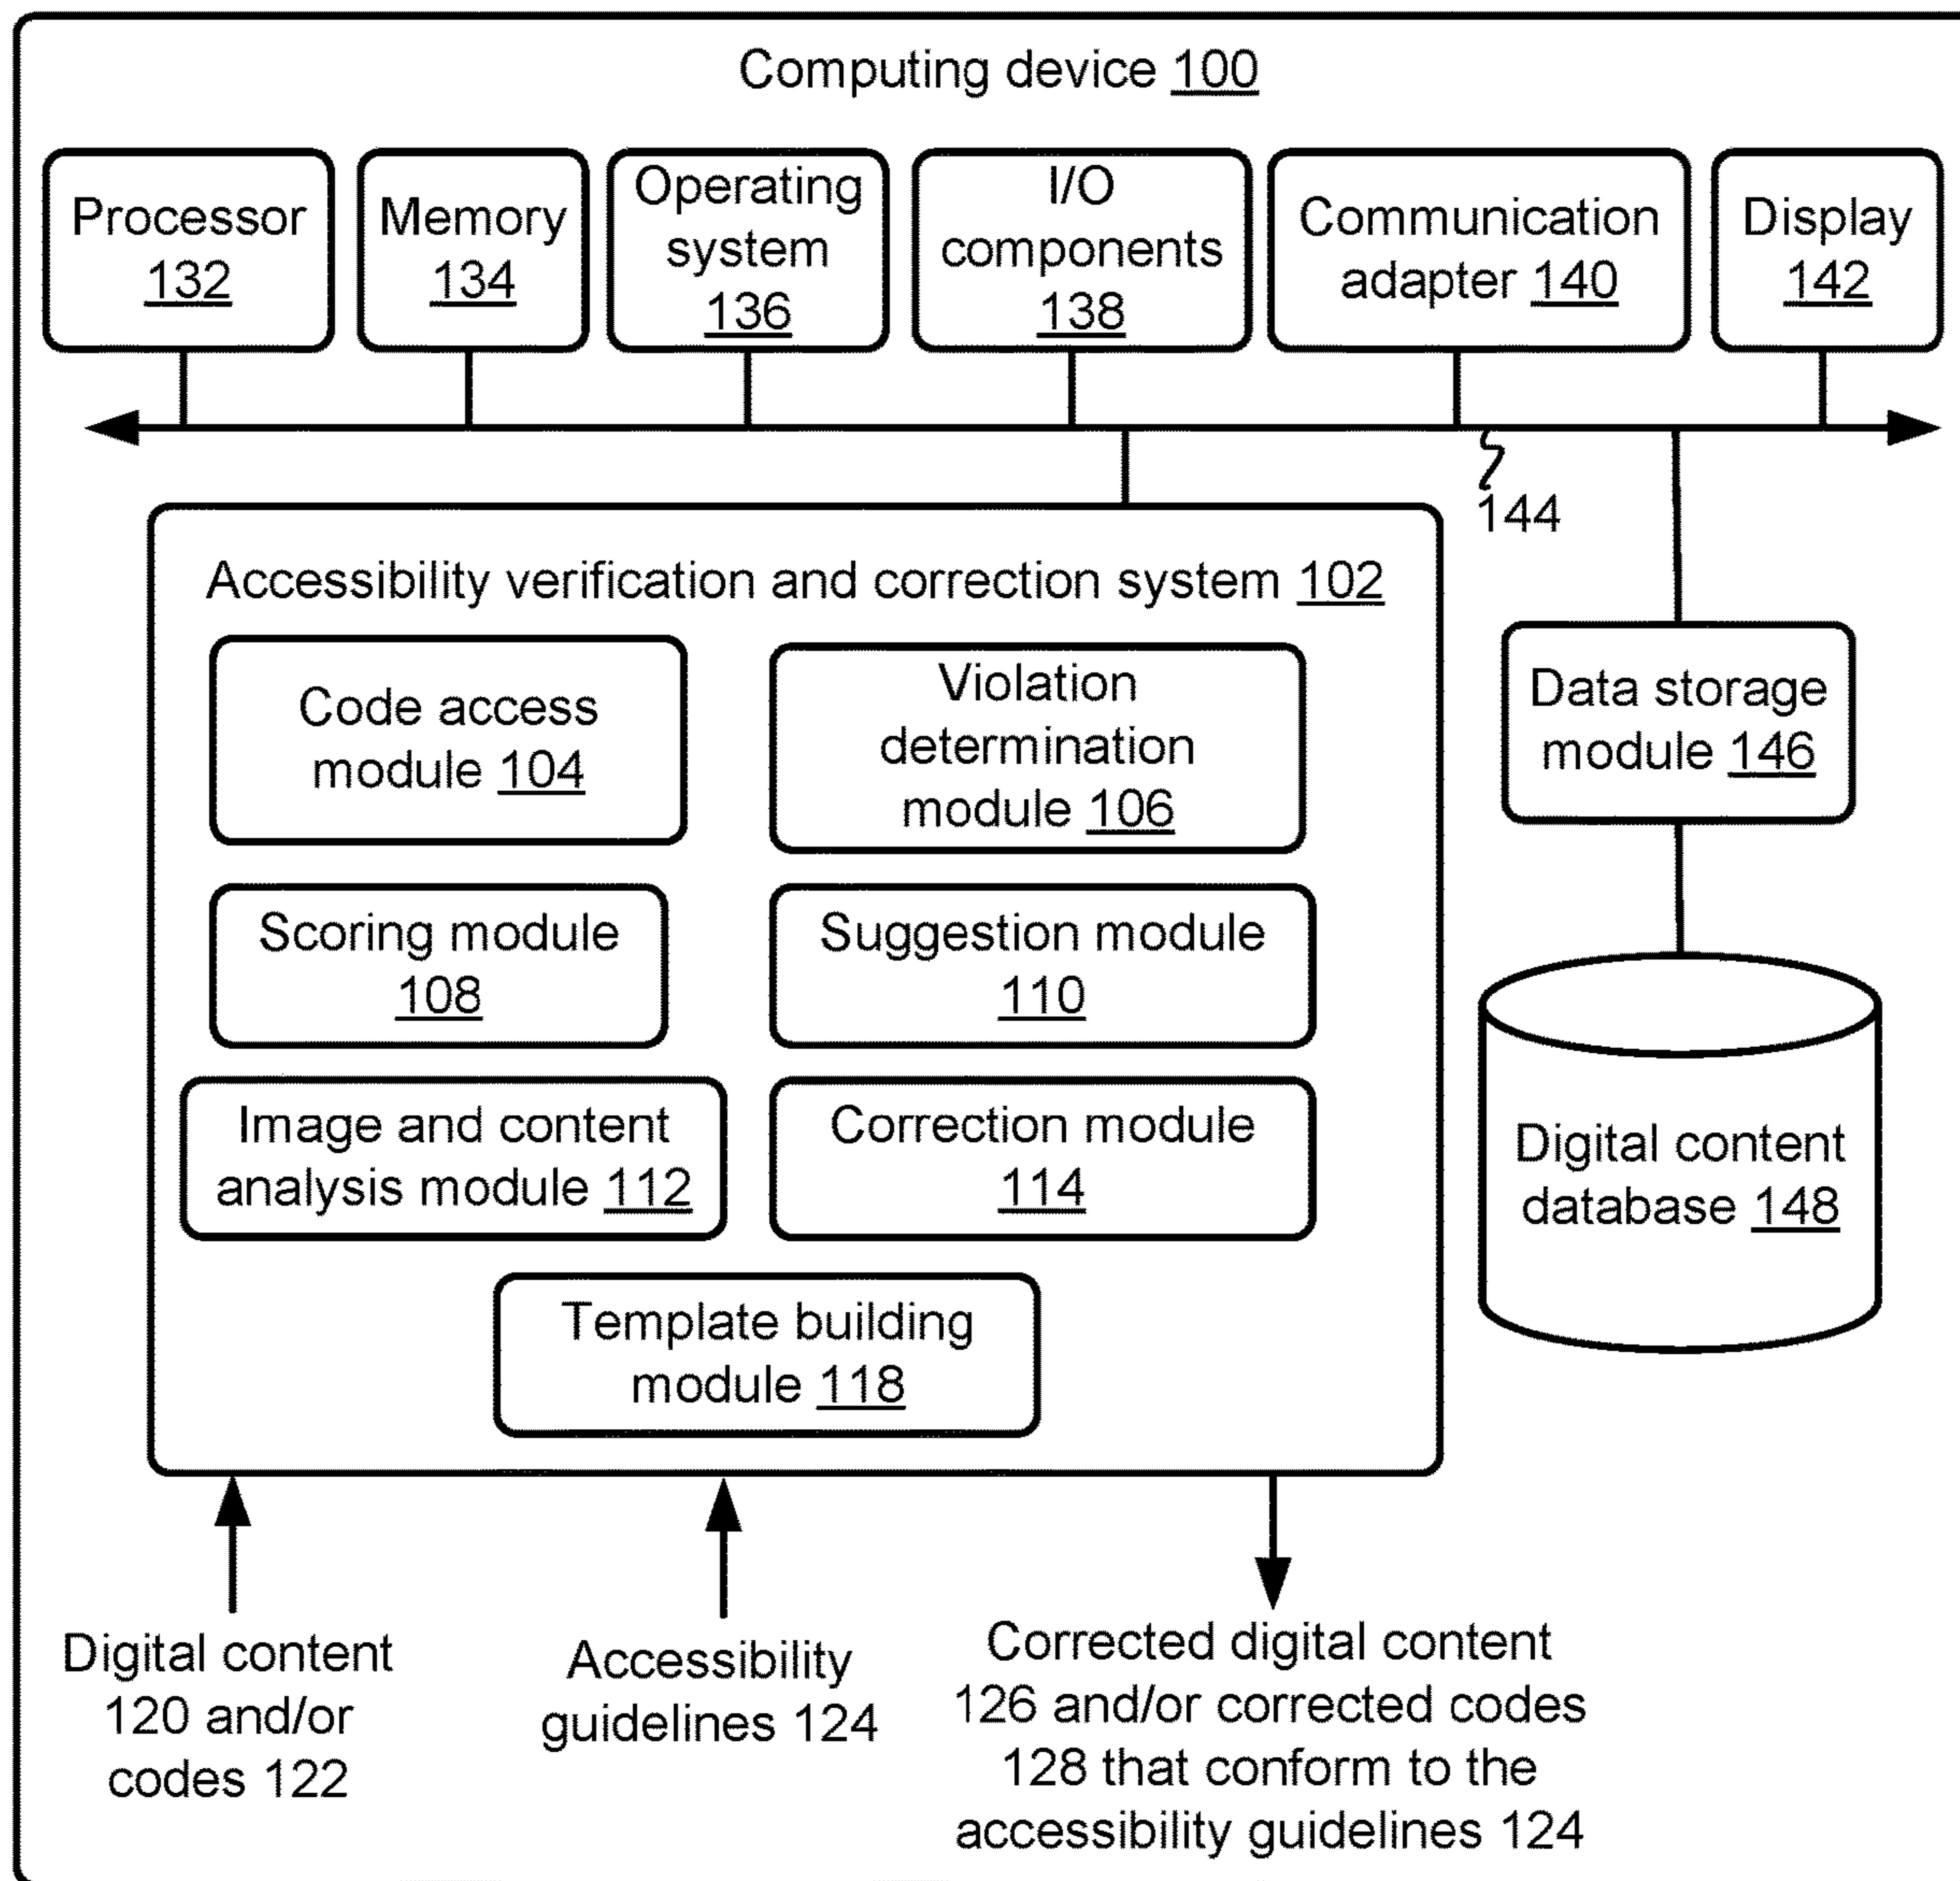 Computing device 100
Processor
132
Memory
134
Operating
system
136
I/O
components
138
Communication
adapter 140
Display
142
144
Accessibility verification and correction system 102
Code access
module 104
Violation
determination
module 106
Scoring module
108
Suggestion module
110
Image and content
analysis module 112
Correction module
114
Template building
module 118
Data storage
module 146
Digital content
database 148
Digital content
120 and/or
codes 122
Accessibility
guidelines 124
Corrected digital content
126 and/or corrected codes
128 that conform to the
accessibility guidelines 124